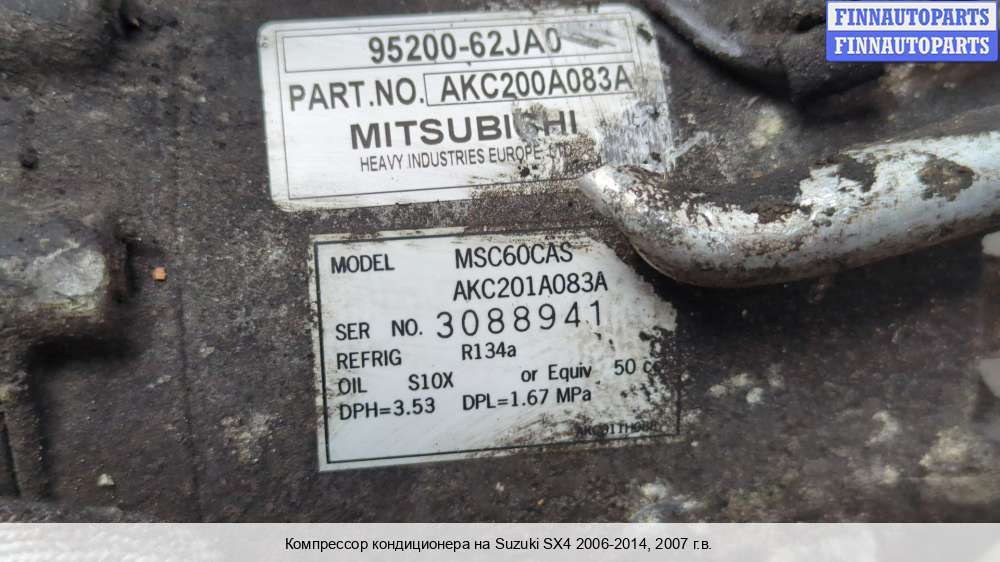 FINNAUTOPARTS
FINNAUTOPARTS
95200-62JA0
PART.NO. AKC200A083A
MITSUBISHI
HEAVY INDUSTRIES EUROPE, LTD.
MODEL MSC60CAS
AKC201A083A
SER NO. 3088941
REFRIG R134a
OIL S10X or Equiv 50 cc
DPH=3.53 DPL=1.67 MPa
Компрессор кондиционера на Suzuki SX4 2006-2014, 2007 г.в.